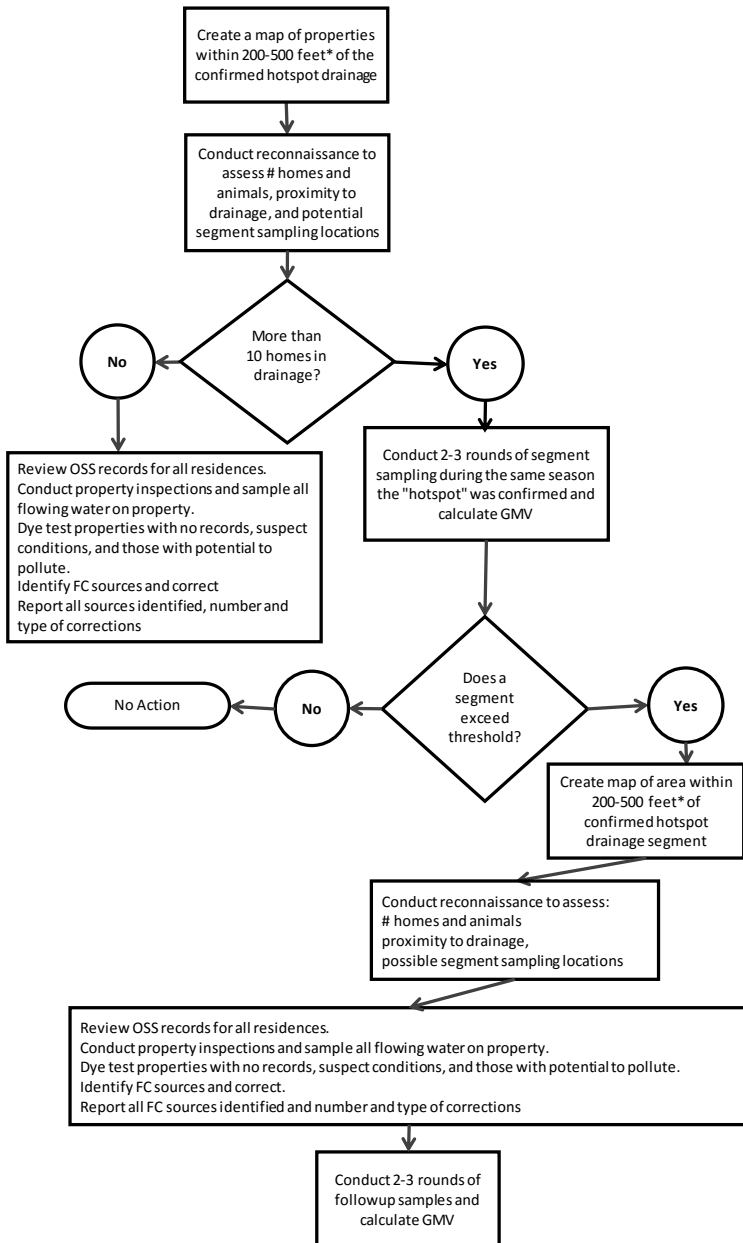 Create a map of properties
within 200-500 feet* of the
confirmed hotspot drainage
Conduct reconnaissance to
assess # homes and
animals, proximity to
drainage, and potential
segment sampling locations
More than
10 homes in
drainage?
No
Yes
Review OSS records for all residences.
Conduct property inspections and sample all
flowing water on property.
Dye test properties with no records, suspect
conditions, and those with potential to
pollute.
Identify FC sources and correct
Report all sources identified, number and
type of corrections
Conduct 2-3 rounds of segment
sampling during the same season
the "hotspot" was confirmed and
calculate GMV
Does a
segment
exceed
threshold?
No Action
No
Yes
Create map of area within
200-500 feet* of
confirmed hotspot
drainage segment
Conduct reconnaissance to assess:
# homes and animals
proximity to drainage,
possible segment sampling locations
Review OSS records for all residences.
Conduct property inspections and sample all flowing water on property.
Dye test properties with no records, suspect conditions, and those with potential to pollute.
Identify FC sources and correct.
Report all FC sources identified and number and type of corrections
Conduct 2-3 rounds of
followup samples and
calculate GMV